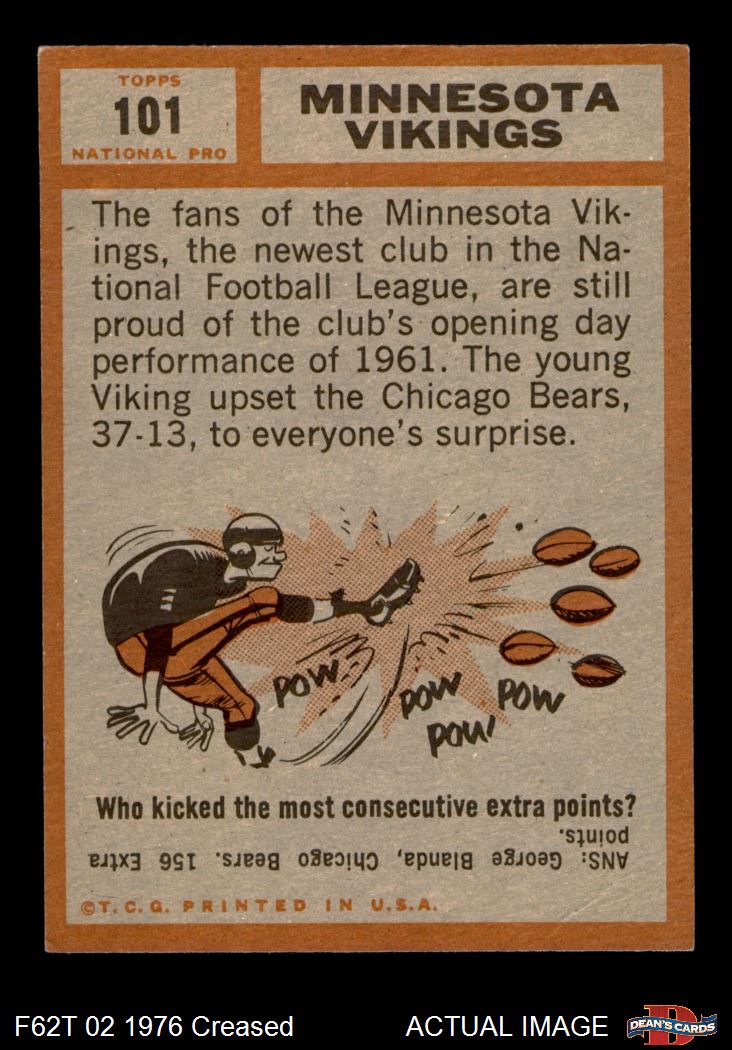 TOPPS
101
NATIONAL PRO
MINNESOTA
VIKINGS
The fans of the Minnesota Vik-
ings, the newest club in the Na-
tional Football League, are still
proud of the club's opening day
performance of 1961. The young
Viking upset the Chicago Bears,
37-13, to everyone's surprise.
POW
POW
POW
POW
Who kicked the most consecutive extra points?
ANS: George Blanda, Chicago Bears. 156 Extra
points.
©T.C.G. PRINTED IN U.S.A.
F62T 02 1976 Creased
ACTUAL IMAGE
D
DEAN'S CARDS